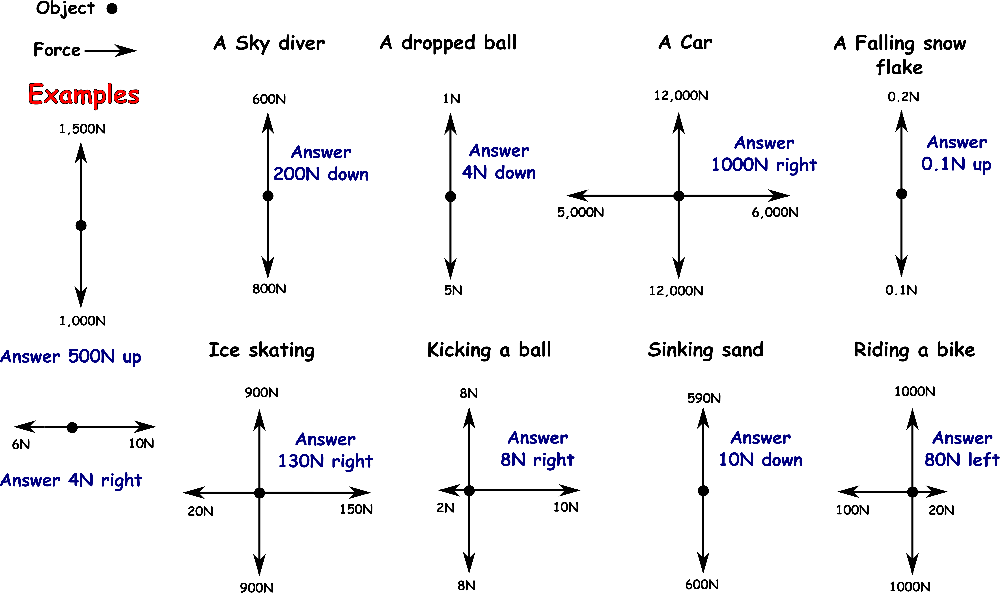 Object
Force
Examples
1,500N
1,000N
Answer 500N up
6N
10N
Answer 4N right
A Sky diver
600N
Answer
200N down
800N
A dropped ball
1N
Answer
4N down
5N
A Car
12,000N
Answer
1000N right
5,000N
6,000N
12,000N
A Falling snow
flake
0.2N
Answer
0.1N up
0.1N
Ice skating
900N
Answer
130N right
20N
150N
900N
Kicking a ball
8N
Answer
8N right
2N
10N
8N
Sinking sand
590N
Answer
10N down
600N
Riding a bike
1000N
Answer
80N left
100N
20N
1000N